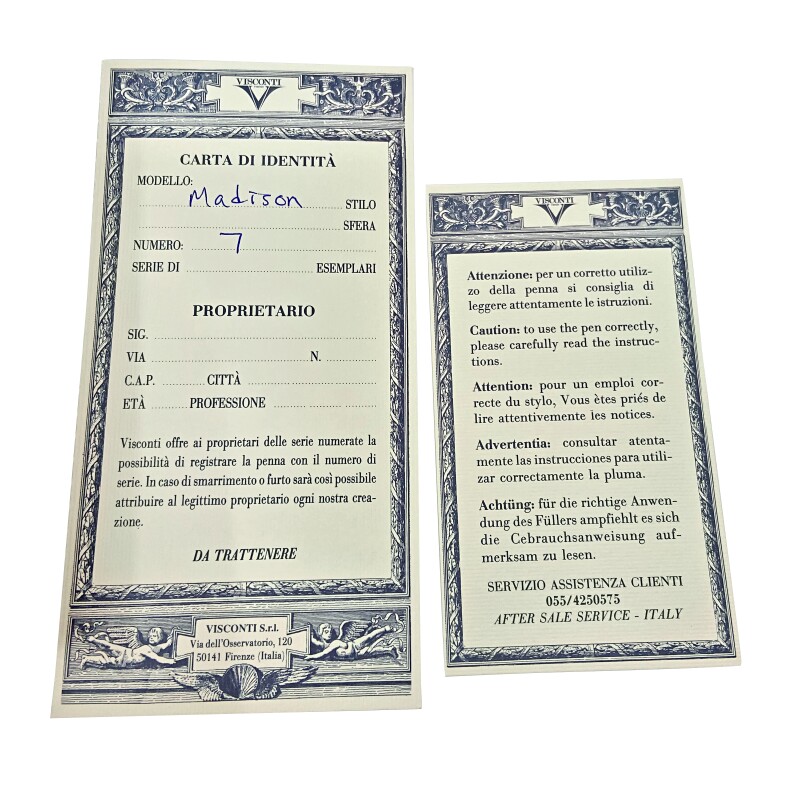 VISCONTI
CARTA DI IDENTITÀ
MODELLO:
Madison STILO
SFERA
NUMERO: 7
SERIE DI ESEMPLARI
PROPRIETARIO
SIG.
VIA N.
C.A.P. CITTÀ
ETÀ PROFESSIONE
Visconti offre ai proprietari delle serie numerate la
possibilità di registrare la penna con il numero di
serie. In caso di smarrimento o furto sarà così possibile
attribuire al legittimo proprietario ogni nostra crea-
zione.
DA TRATTENERE
VISCONTI S.r.l.
Via dell'Osservatorio, 120
50141 Firenze (Italia)
VISCONTI
Attenzione: per un corretto utiliz-
zo della penna si consiglia di
leggere attentamente le istruzioni.
Caution: to use the pen correctly,
please carefully read the instruc-
tions.
Attention: pour un emploi cor-
recte du stylo, Vous ètes priés de
lire attentivement les notices.
Advertentia: consultar atenta-
mente las instrucciones para utili-
zar correctamente la pluma.
Achtüng: für die richtige Anwen-
dung des Füllers ampfiehlt es sich
die Cebrauchsanweisung auf-
merksam zu lesen.
SERVIZIO ASSISTENZA CLIENTI
055/4250575
AFTER SALE SERVICE - ITALY